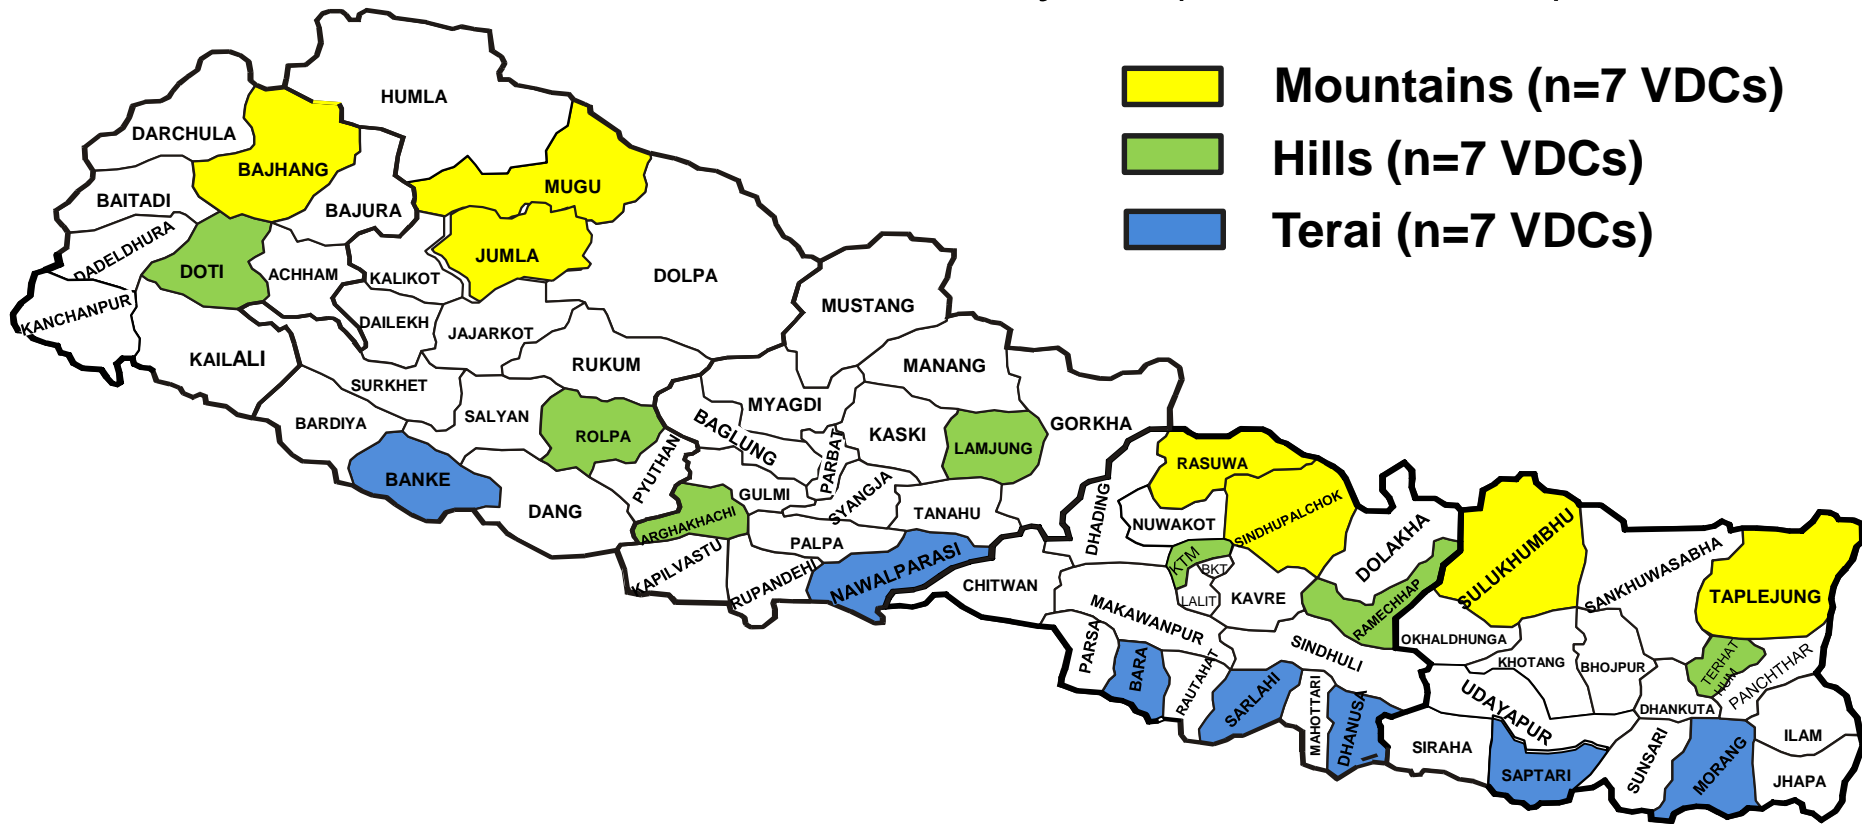 Mountains (n=7 VDCs)
Hills (n=7 VDCs)
Terai (n=7 VDCs)
HUMLA
DARCHULA
BAJHANG
MUGU
BAITADI
BAJURA
DADELDHURA
JUMLA
DOTI
ACHHAM
KALIKOT
DOLPA
KANCHANPUR
MUSTANG
DAILEKH
JAJARKOT
KAILALI
RUKUM
MANANG
SURKHET
MYAGDI
BARDIYA
SALYAN
BAGLUNG
KASKI
GORKHA
ROLPA
LAMJUNG
PARBAT
PYUTHAN
RASUWA
BANKE
GULMI
SYANGJA
DANG
TANAHU
ARGHAKHACHI
DHADING
NUWAKOT
SINDHUPALCHOK
DOLAKHA
SULUKHUMBHU
PALPA
KAPILVASTU
RUPANDEHI
NAWALPARASI
CHITWAN
KTM
BKT
LALIT
KAVRE
RAMECHHAP
SANKHUWASABHA
TAPLEJUNG
MAKAWANPUR
OKHALDHUNGA
PARSA
SINDHULI
KHOTANG
BHOJPUR
TERHAT
HUM
PANCHTHAR
BARA
RAUTAHAT
SARLAHI
MAHOTTARI
DHANUSA
UDAYAPUR
DHANKUTA
SIRAHA
SAPTARI
SUNSARI
MORANG
ILAM
JHAPA